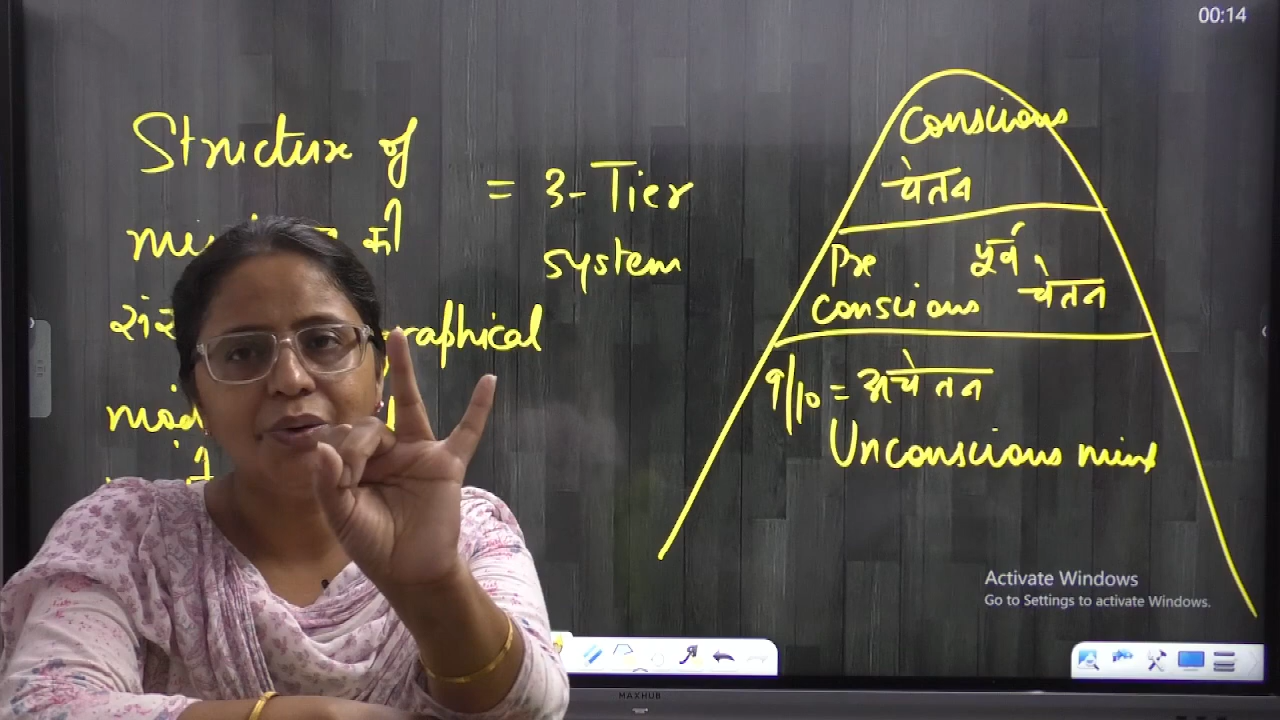 00:14
Structure of
की
graphical
= 3-Tier
system
Conscious
चेतन
Pre
conscious
पूर्व
चेतन
9/10 = अचेतन
Unconscious mind
Activate Windows
Go to Settings to activate Windows.
MAXHUB